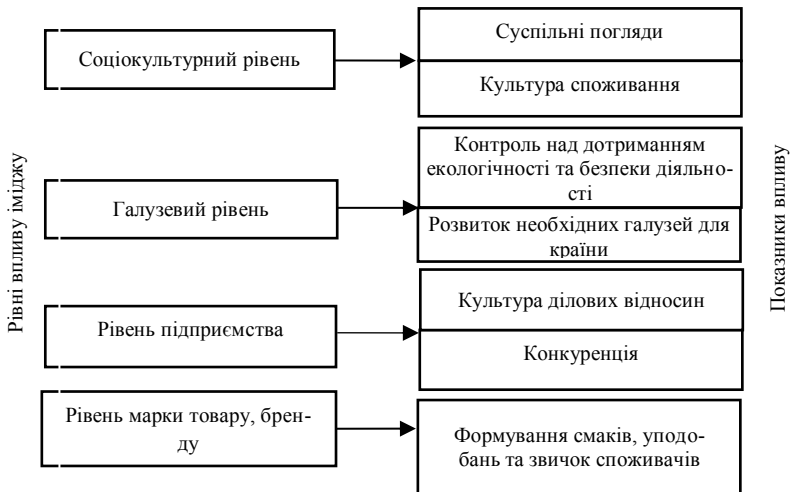 Рівні впливу іміджу
Соціокультурний рівень
Суспільні погляди
Культура споживання
Галузевий рівень
Контроль над дотриманням
екологічності та безпеки діяльно-
сті
Розвиток необхідних галузей для
країни
Рівень підприємства
Культура ділових відносин
Конкуренція
Рівень марки товару, брен-
ду
Формування смаків, уподо-
бань та звичок споживачів
Показники впливу